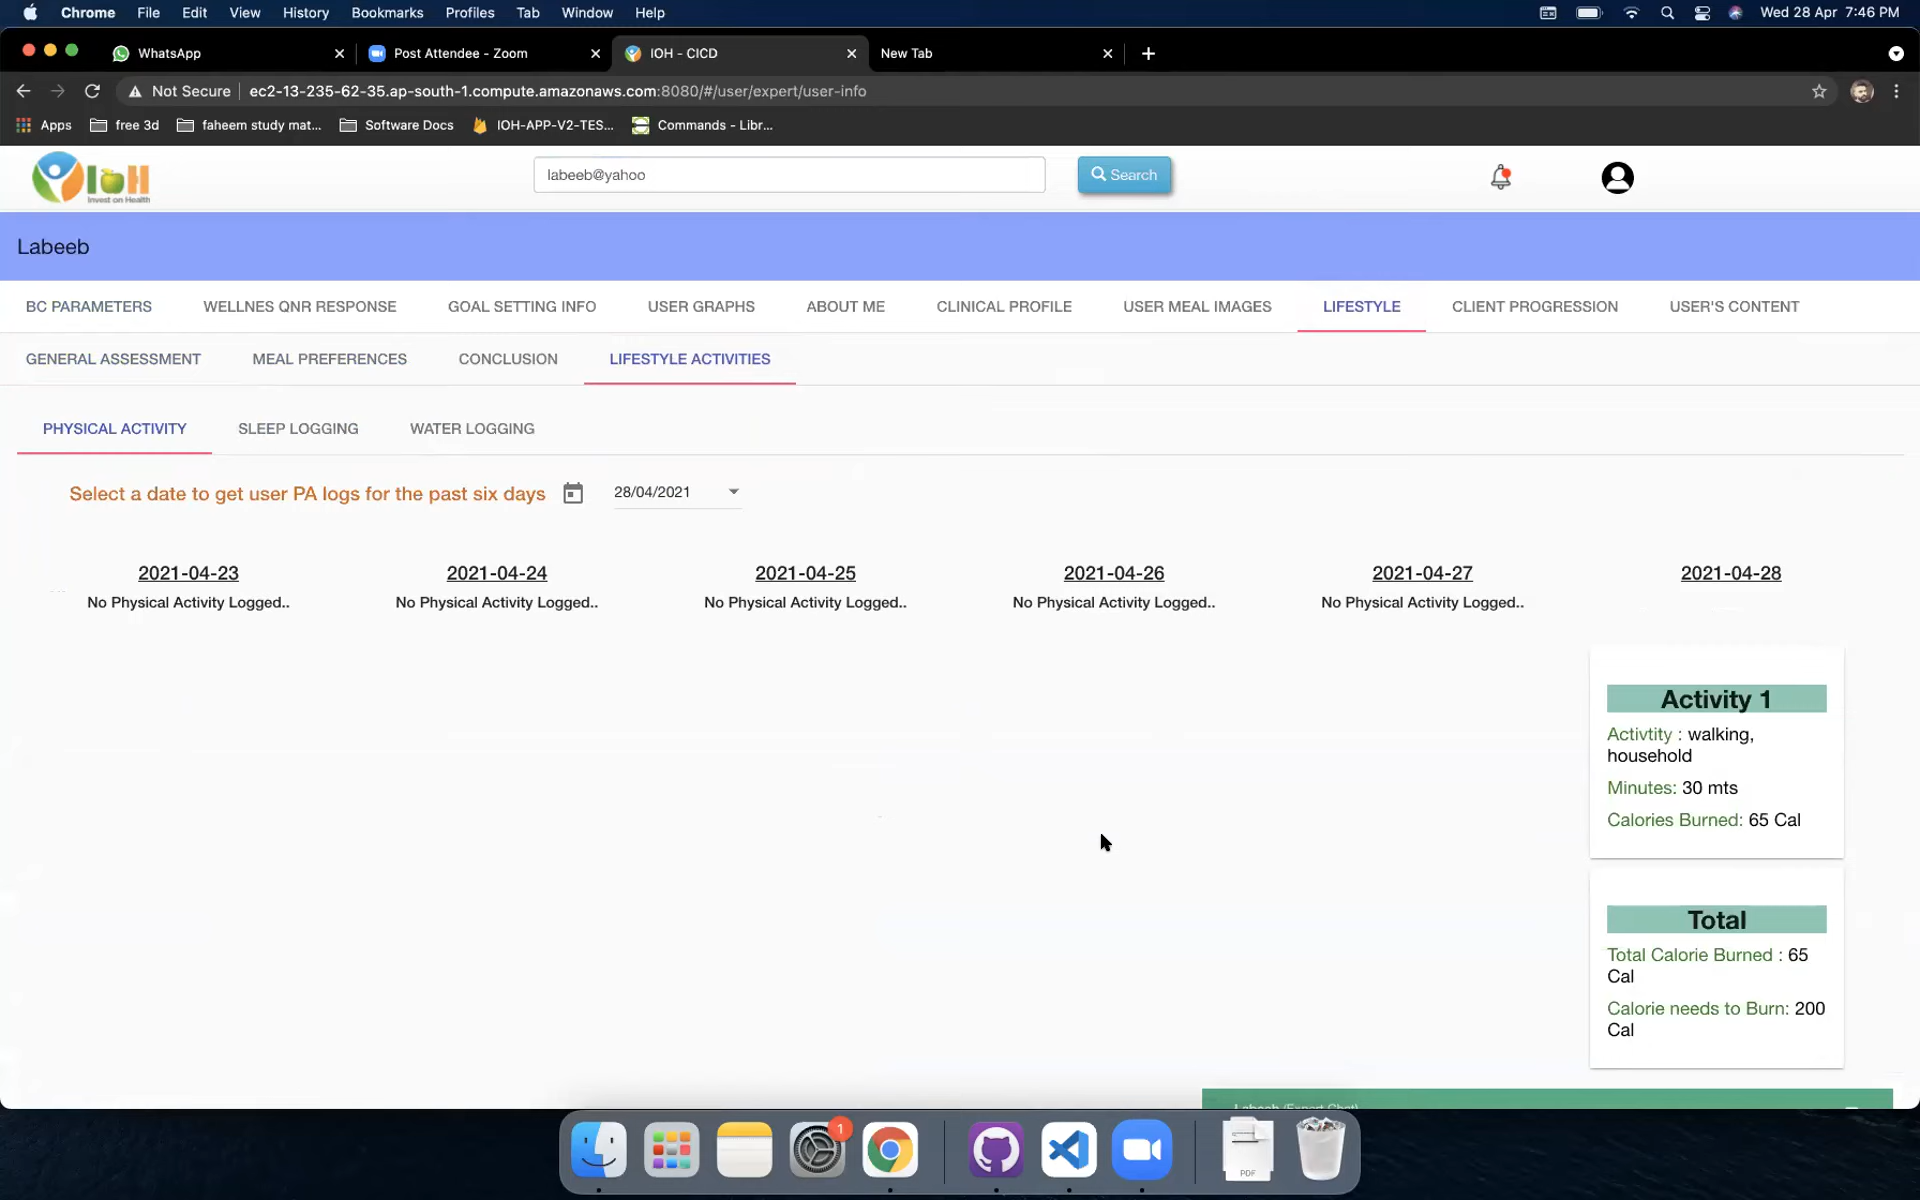 Chrome File Edit View History Bookmarks Profiles Tab Window Help Wed 28 Apr 7:46 PM
WhatsApp Post Attendee - Zoom IOH - CICD New Tab
Not Secure ec2-13-235-62-35.ap-south-1.compute.amazonaws.com:8080/#/user/expert/user-info
Apps free 3d faheem study mat... Software Docs IOH-APP-V2-TES... Commands - Libr...
IoH
Invest on Health
labeeb@yahoo
Search
Labeeb
BC PARAMETERS WELLNES QNR RESPONSE GOAL SETTING INFO USER GRAPHS ABOUT ME CLINICAL PROFILE USER MEAL IMAGES LIFESTYLE CLIENT PROGRESSION USER'S CONTENT
GENERAL ASSESSMENT MEAL PREFERENCES CONCLUSION LIFESTYLE ACTIVITIES
PHYSICAL ACTIVITY SLEEP LOGGING WATER LOGGING
Select a date to get user PA logs for the past six days 28/04/2021
2021-04-23 2021-04-24 2021-04-25 2021-04-26 2021-04-27 2021-04-28
No Physical Activity Logged.. No Physical Activity Logged.. No Physical Activity Logged.. No Physical Activity Logged.. No Physical Activity Logged..
Activity 1
Activtity : walking,
household
Minutes: 30 mts
Calories Burned: 65 Cal
Total
Total Calorie Burned : 65
Cal
Calorie needs to Burn: 200
Cal
Labeeb (Expert Chat)
1
PDF